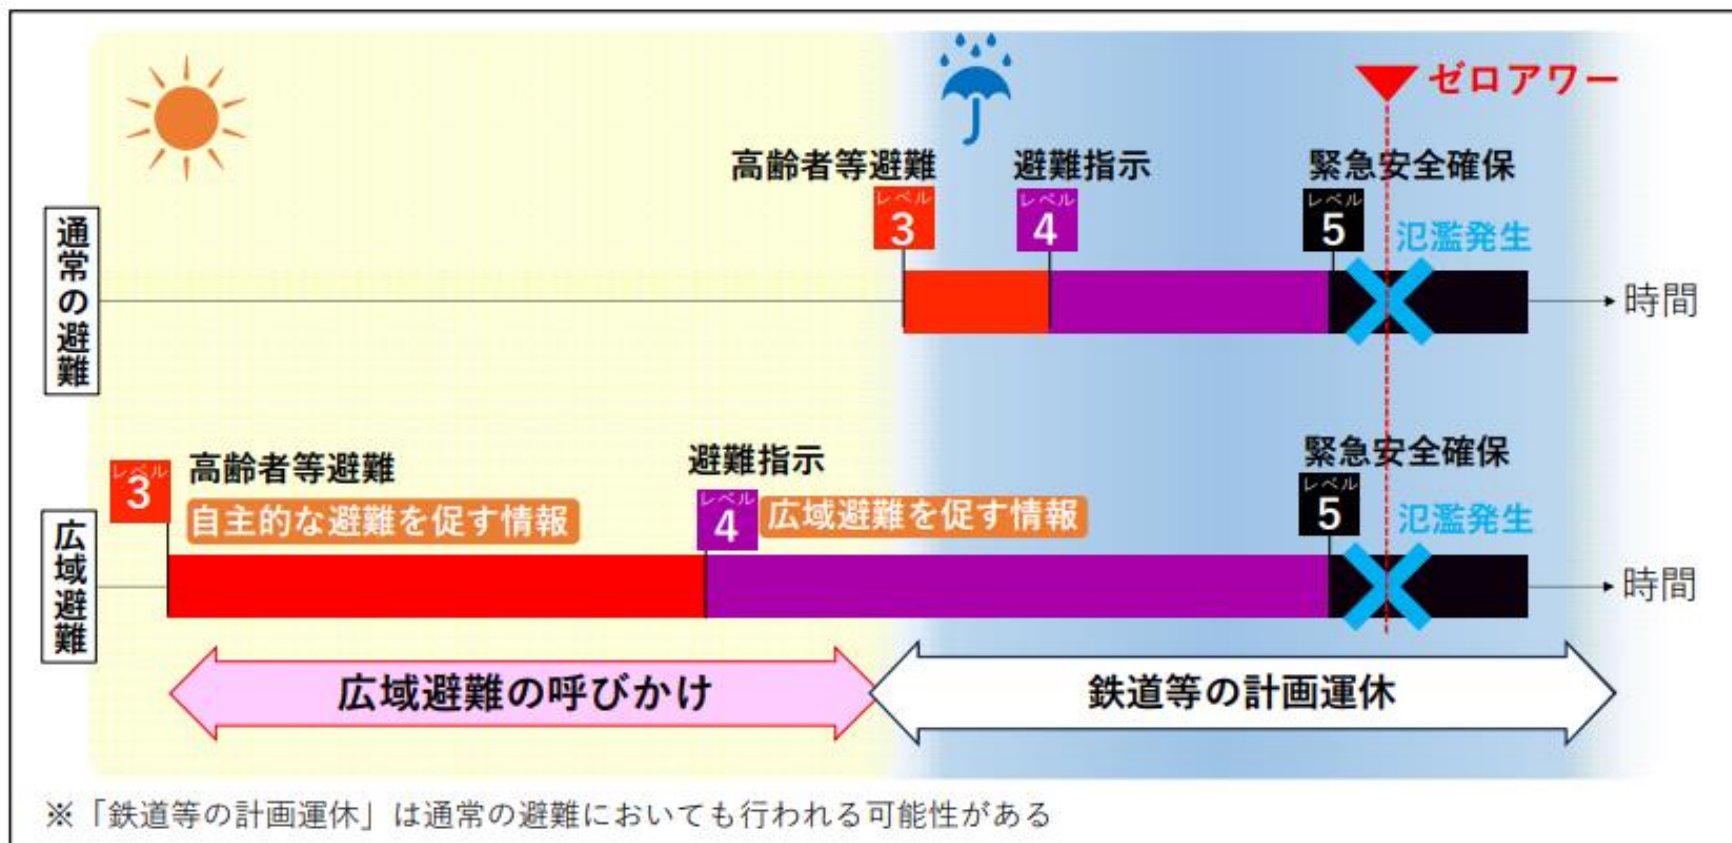 ゼロアワー
通常の避難
高齢者等避難
レベル
3
避難指示
レベル
4
緊急安全確保
レベル
5
氾濫発生
時間
広域避難
レベル
3
高齢者等避難
自主的な避難を促す情報
避難指示
レベル
4
広域避難を促す情報
緊急安全確保
レベル
5
氾濫発生
時間
広域避難の呼びかけ
鉄道等の計画運休
※「鉄道等の計画運休」は通常の避難においても行われる可能性がある